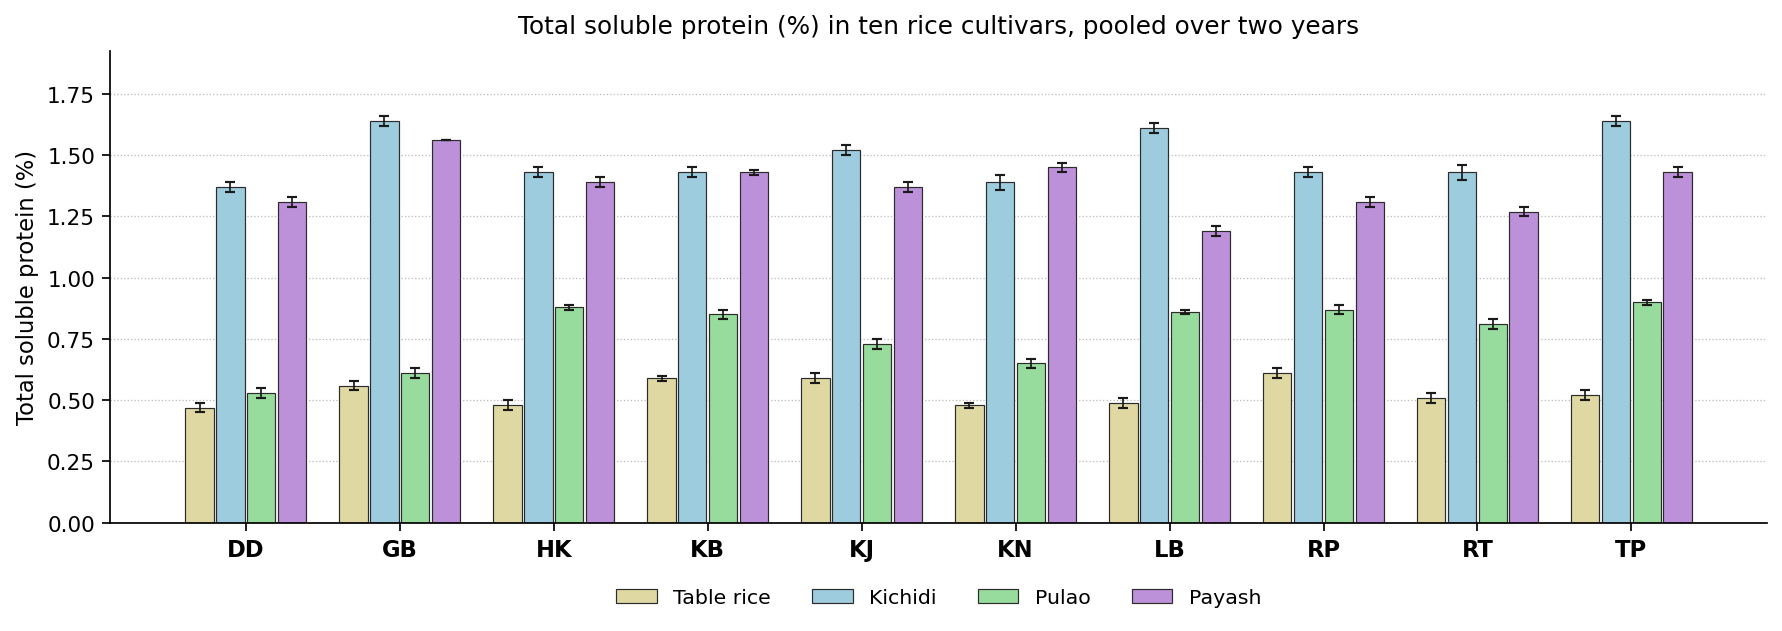 Total soluble protein (%) in ten rice cultivars, pooled over two years
Total soluble protein (%)
1.75
1.50
1.25
1.00
0.75
0.50
0.25
0.00
DD GB HK KB KJ KN LB RP RT TP
Table rice Kichidi Pulao Payash